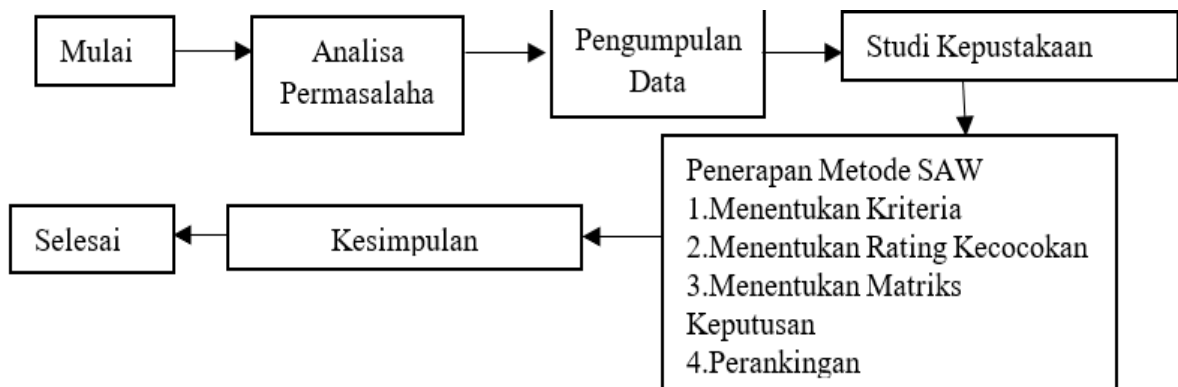 Mulai
Analisa
Permasalaha
Pengumpulan
Data
Studi Kepustakaan
Penerapan Metode SAW
1.Menentukan Kriteria
2.Menentukan Rating Kecocokan
3.Menentukan Matriks
Keputusan
4.Perankingan
Kesimpulan
Selesai